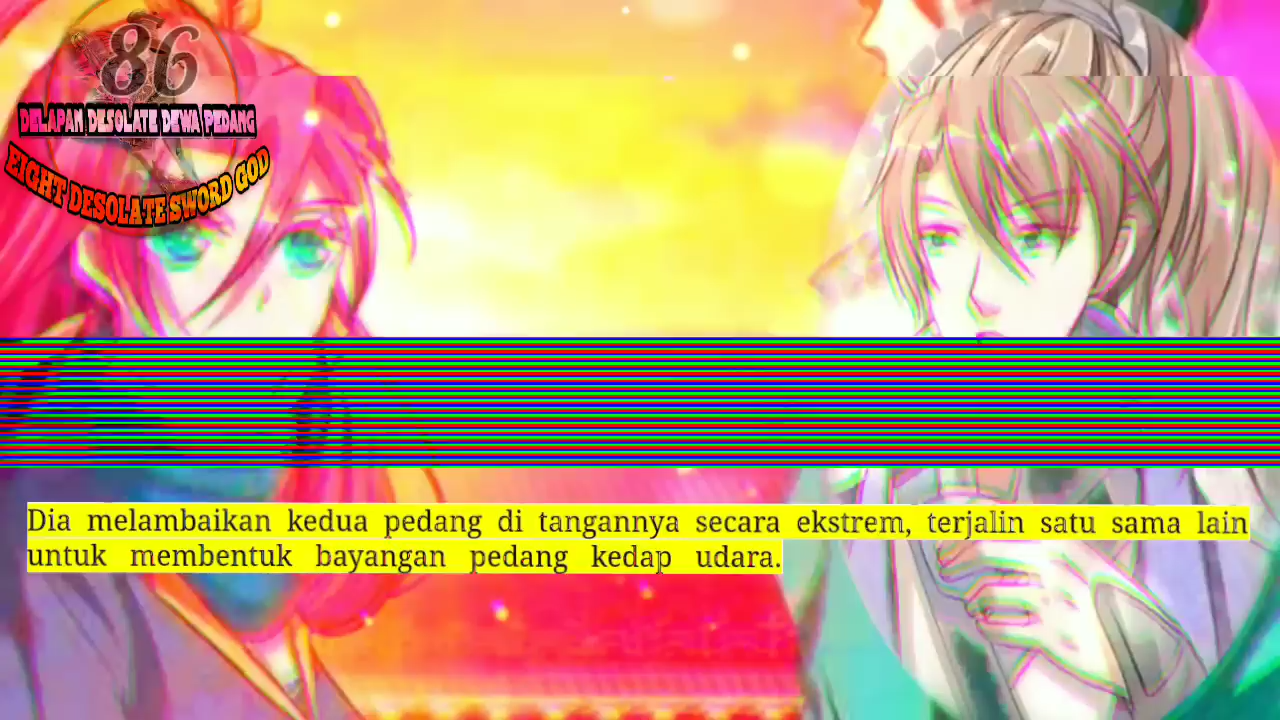 86
DELAPAN DESOLATE DEWA PEDANG
EIGHT DESOLATE SWORD GOD
Dia melambaikan kedua pedang di tangannya secara ekstrem, terjalin satu sama lain
untuk membentuk bayangan pedang kedap udara.